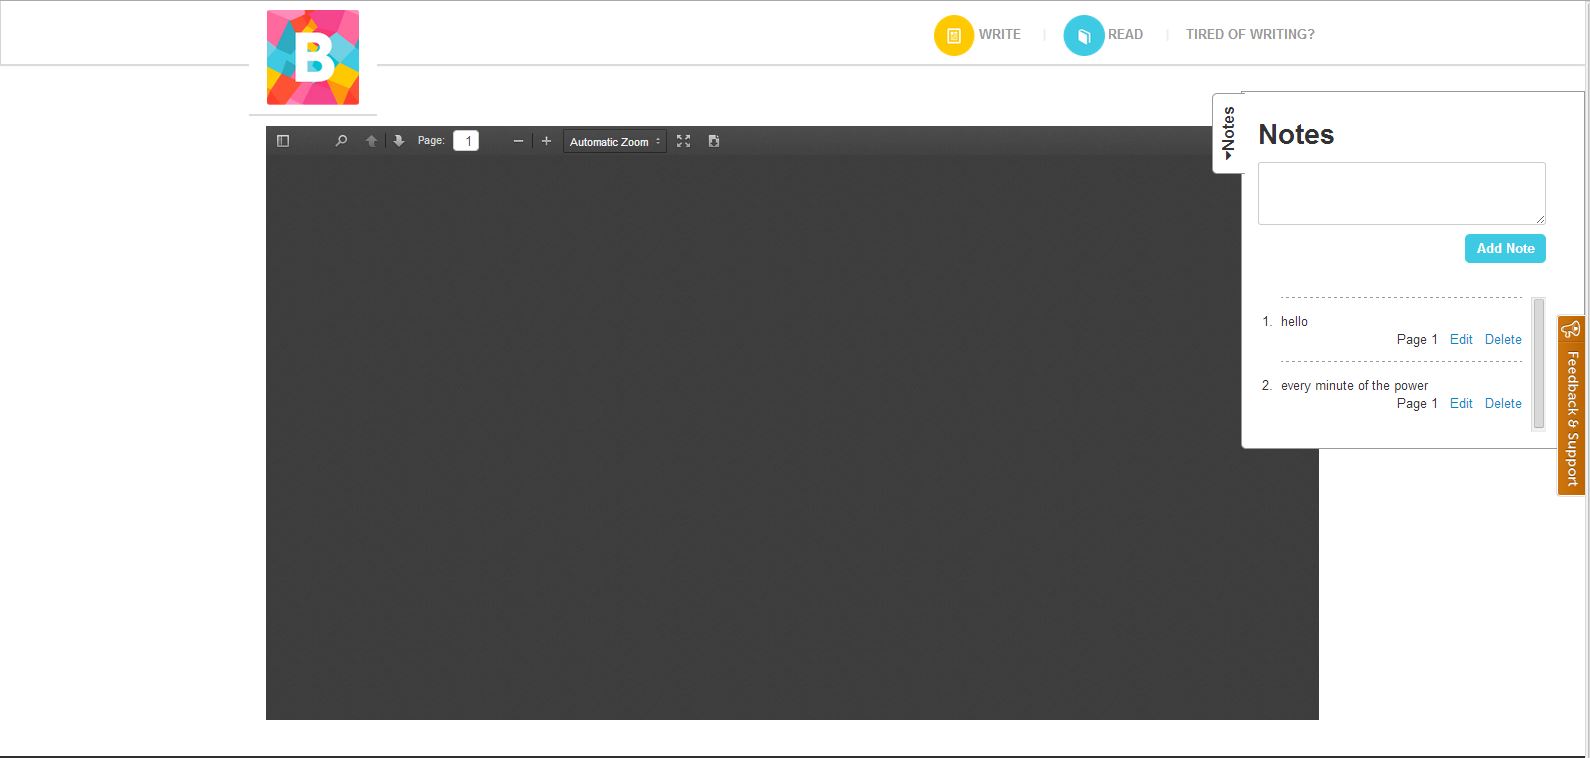 B
WRITE | READ | TIRED OF WRITING?
Page: 1 Automatic Zoom
Notes
Notes
Add Note
1. hello
Page 1 Edit Delete
2. every minute of the power
Page 1 Edit Delete
Feedback & Support